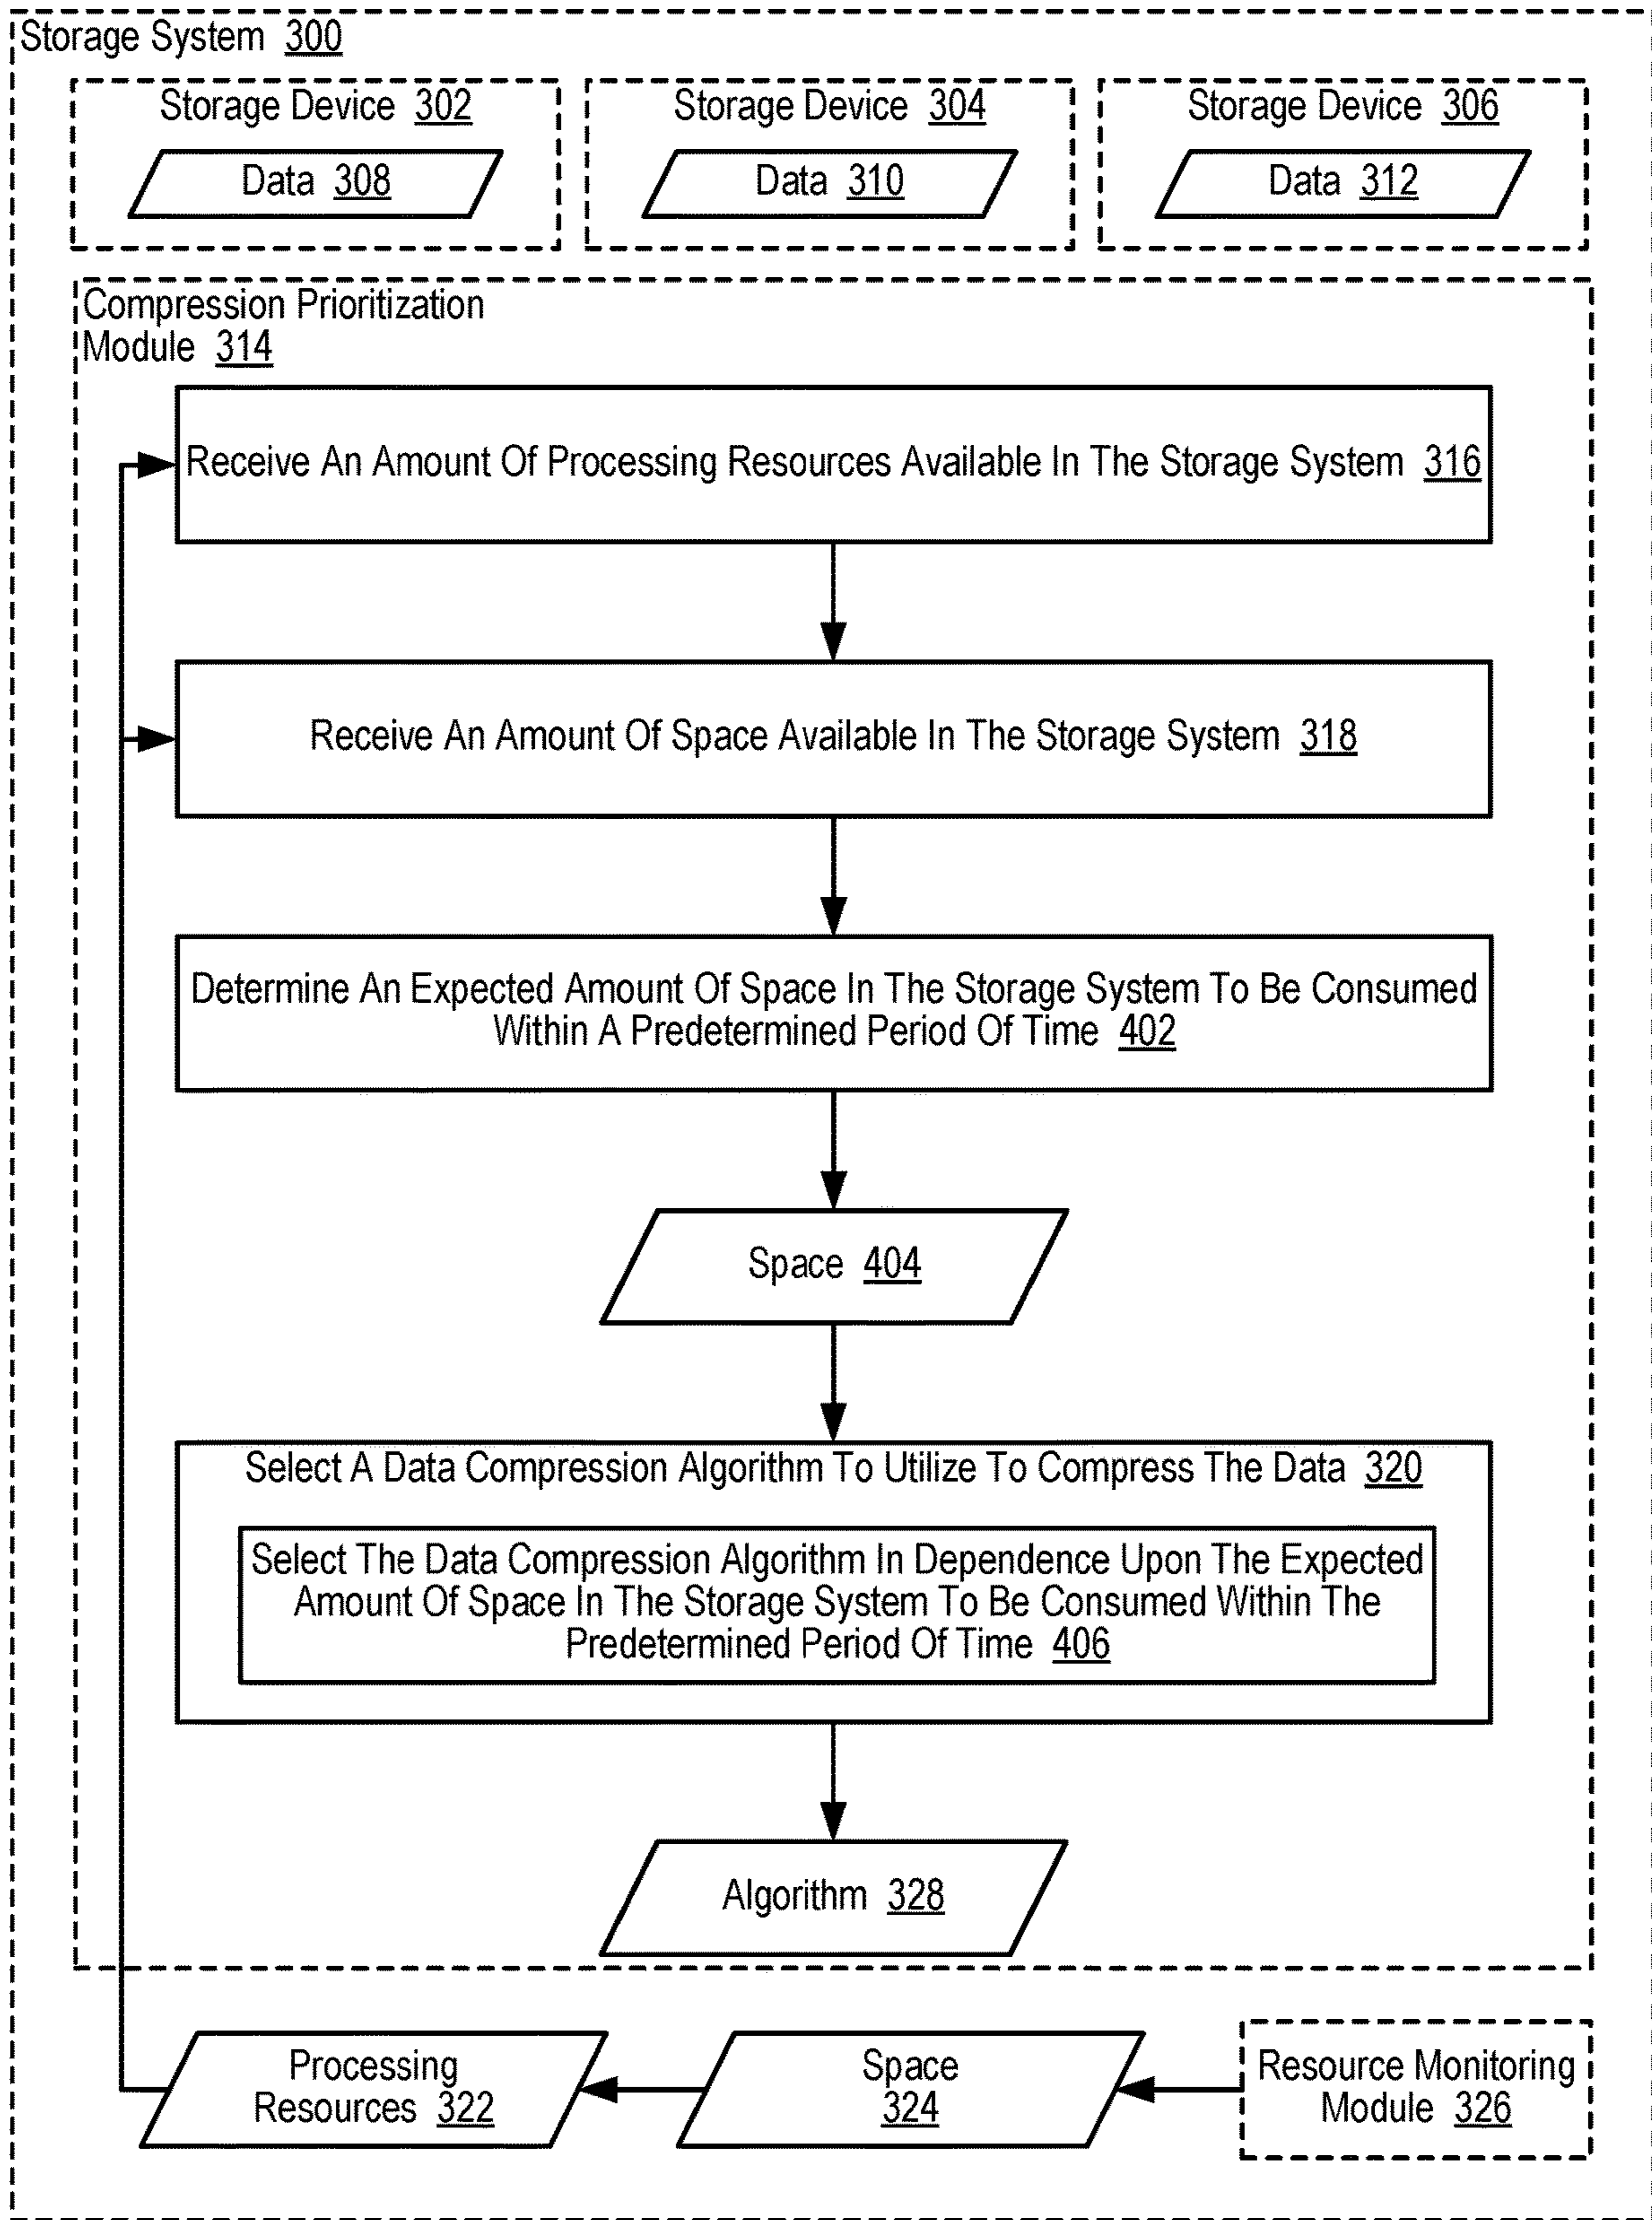 Storage System 300
Storage Device 302
Storage Device 304
Storage Device 306
Data 308
Data 310
Data 312
Compression Prioritization
Module 314
Receive An Amount Of Processing Resources Available In The Storage System 316
Receive An Amount Of Space Available In The Storage System 318
Determine An Expected Amount Of Space In The Storage System To Be Consumed
Within A Predetermined Period Of Time 402
Space 404
Select A Data Compression Algorithm To Utilize To Compress The Data 320
Select The Data Compression Algorithm In Dependence Upon The Expected
Amount Of Space In The Storage System To Be Consumed Within The
Predetermined Period Of Time 406
Algorithm 328
Processing
Resources 322
Space
324
Resource Monitoring
Module 326